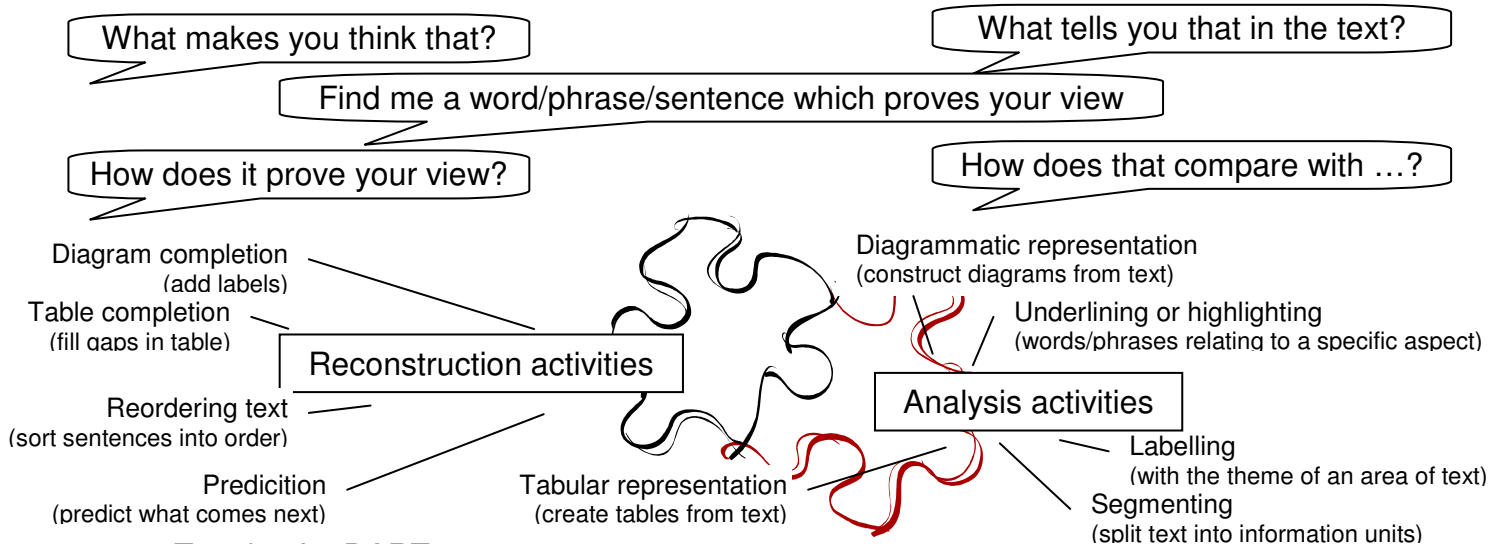 What makes you think that?
What tells you that in the text?
Find me a word/phrase/sentence which proves your view
How does it prove your view?
How does that compare with …?
Diagram completion
(add labels)
Table completion
(fill gaps in table)
Reconstruction activities
Reordering text
(sort sentences into order)
Predicition
(predict what comes next)
Diagrammatic representation
(construct diagrams from text)
Underlining or highlighting
(words/phrases relating to a specific aspect)
Analysis activities
Labelling
(with the theme of an area of text)
Tabular representation
(create tables from text)
Segmenting
(split text into information units)